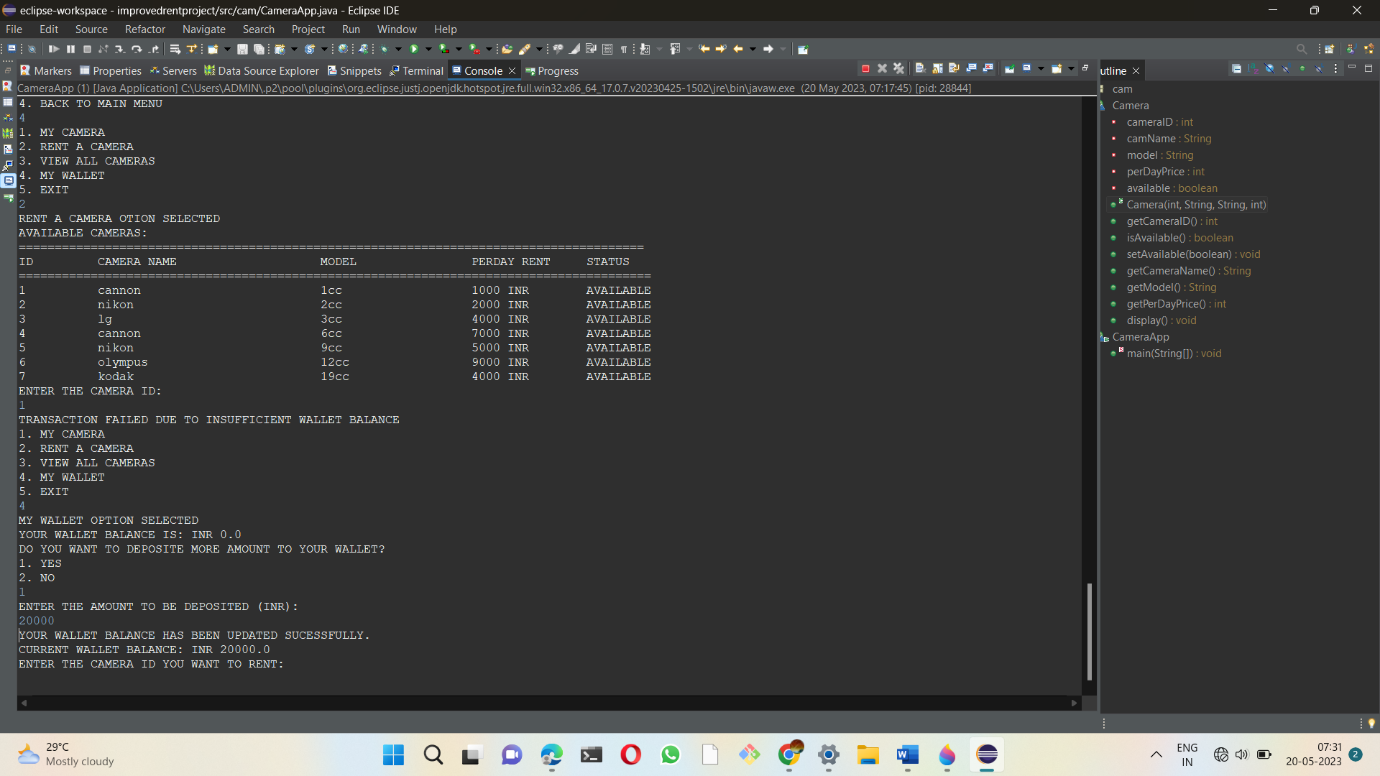 eclipse-workspace - improvedrentproject/src/cam/CameraApp.java - Eclipse IDE
File Edit Source Refactor Navigate Search Project Run Window Help
Markers Properties Servers Data Source Explorer Snippets Terminal Console Progress
CameraApp (1) [Java Application] C:\Users\ADMIN\.p2\pool\plugins\org.eclipse.justj.openjdk.hotspot.jre.full.win32.x86_64_17.0.7.v20230425-1502\jre\bin\javaw.exe (20 May 2023, 07:17:45) [pid: 28844]
4. BACK TO MAIN MENU
4
1. MY CAMERA
2. RENT A CAMERA
3. VIEW ALL CAMERAS
4. MY WALLET
5. EXIT
2
RENT A CAMERA OTION SELECTED
AVAILABLE CAMERAS:
=======================================================================================
ID CAMERA NAME MODEL PERDAY RENT STATUS
========================================================================================
1 cannon 1cc 1000 INR AVAILABLE
2 nikon 2cc 2000 INR AVAILABLE
3 lg 3cc 4000 INR AVAILABLE
4 cannon 6cc 7000 INR AVAILABLE
5 nikon 9cc 5000 INR AVAILABLE
6 olympus 12cc 9000 INR AVAILABLE
7 kodak 19cc 4000 INR AVAILABLE
ENTER THE CAMERA ID:
1
TRANSACTION FAILED DUE TO INSUFFICIENT WALLET BALANCE
1. MY CAMERA
2. RENT A CAMERA
3. VIEW ALL CAMERAS
4. MY WALLET
5. EXIT
4
MY WALLET OPTION SELECTED
YOUR WALLET BALANCE IS: INR 0.0
DO YOU WANT TO DEPOSITE MORE AMOUNT TO YOUR WALLET?
1. YES
2. NO
1
ENTER THE AMOUNT TO BE DEPOSITED (INR):
20000
YOUR WALLET BALANCE HAS BEEN UPDATED SUCESSFULLY.
CURRENT WALLET BALANCE: INR 20000.0
ENTER THE CAMERA ID YOU WANT TO RENT:
utline
cam
Camera
cameraID : int
camName : String
model : String
perDayPrice : int
available : boolean
Camera(int, String, String, int)
getCameraID() : int
isAvailable() : boolean
setAvailable(boolean) : void
getCameraName() : String
getModel() : String
getPerDayPrice() : int
display() : void
CameraApp
main(String[]) : void
29°C
Mostly cloudy
ENG
IN
07:31
20-05-2023
2